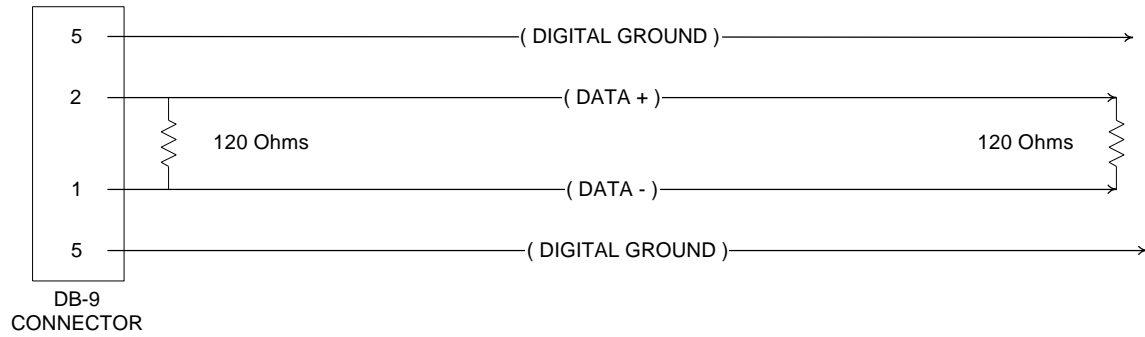 5 ( DIGITAL GROUND )
2 ( DATA + )
120 Ohms 120 Ohms
1 ( DATA - )
5 ( DIGITAL GROUND )
DB-9
CONNECTOR